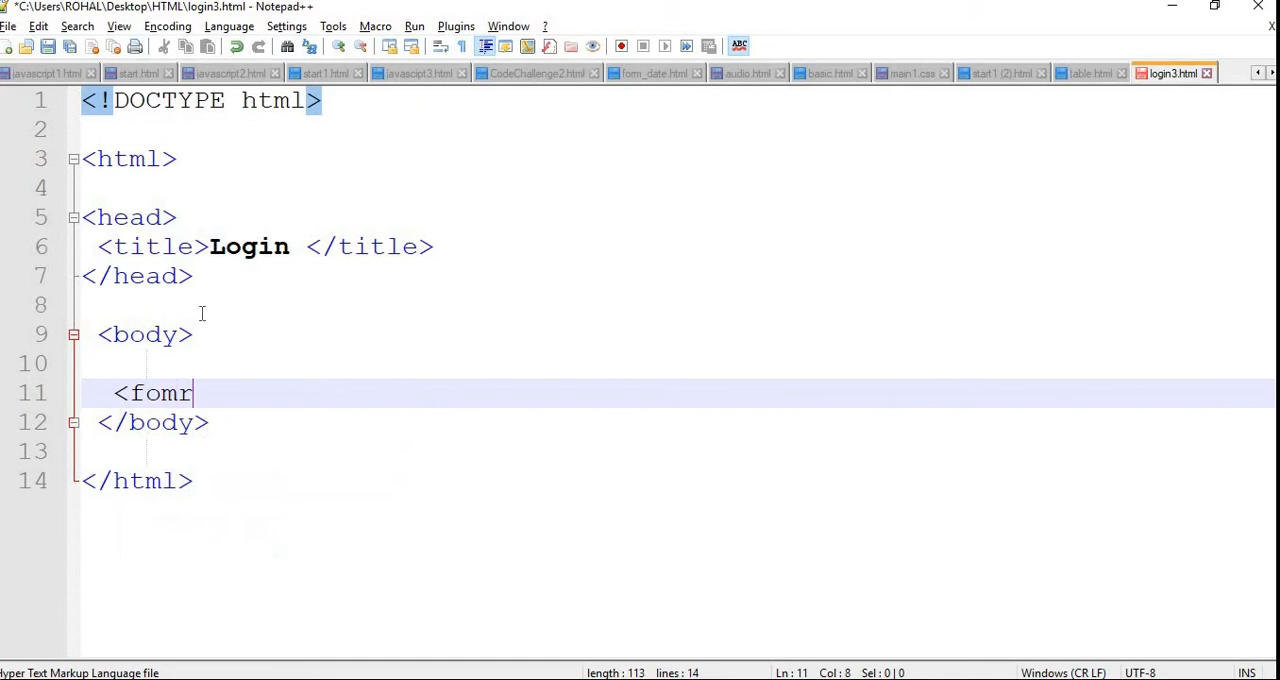 *C:\Users\ROHAL\Desktop\HTML\login3.html - Notepad++
File Edit Search View Encoding Language Settings Tools Macro Run Plugins Window ?
X
ABC
javascript1.html start.html javascript2.html start1.html javascipt3.html CodeChallenge2.html form_date.html audio.html basic.html main1.css start1 (2).html table.html login3.html
1 <!DOCTYPE html>
2
3 <html>
4
5 <head>
6 <title>Login </title>
7 </head>
8
9 <body>
10
11 <fomr
12 </body>
13
14 </html>
Hyper Text Markup Language file length : 113 lines : 14 Ln : 11 Col : 8 Sel : 0 | 0 Windows (CR LF) UTF-8 INS